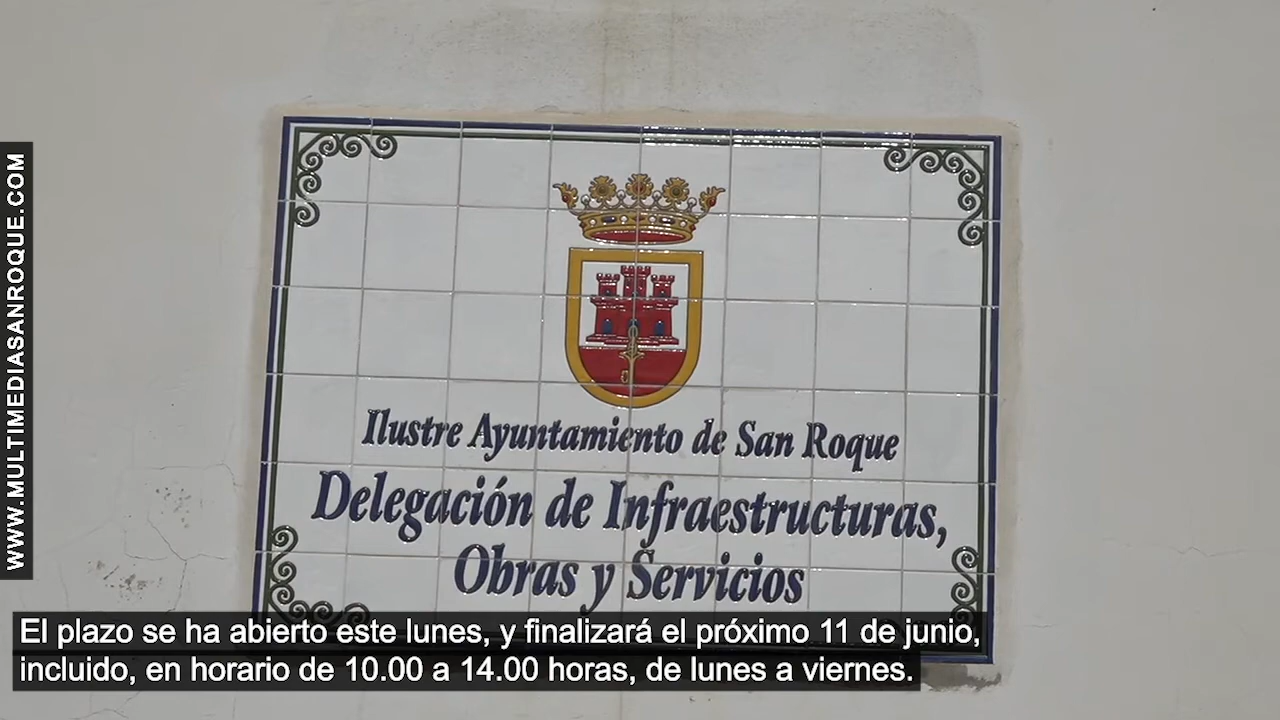 WWW.MULTIMEDIASANROQUE.COM
Ilustre Ayuntamiento de San Roque
Delegación de Infraestructuras,
Obras y Servicios
El plazo se ha abierto este lunes, y finalizará el próximo 11 de junio,
incluido, en horario de 10.00 a 14.00 horas, de lunes a viernes.